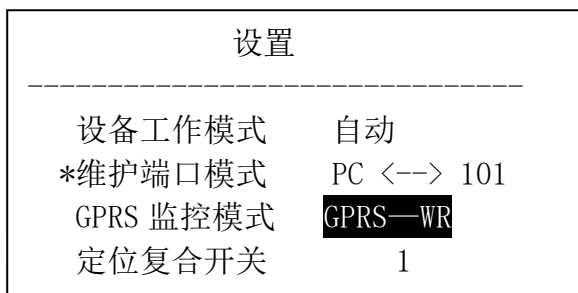 设置
--------------------------------
设备工作模式 自动
*维护端口模式 PC <--> 101
GPRS 监控模式 GPRS—WR
定位复合开关 1